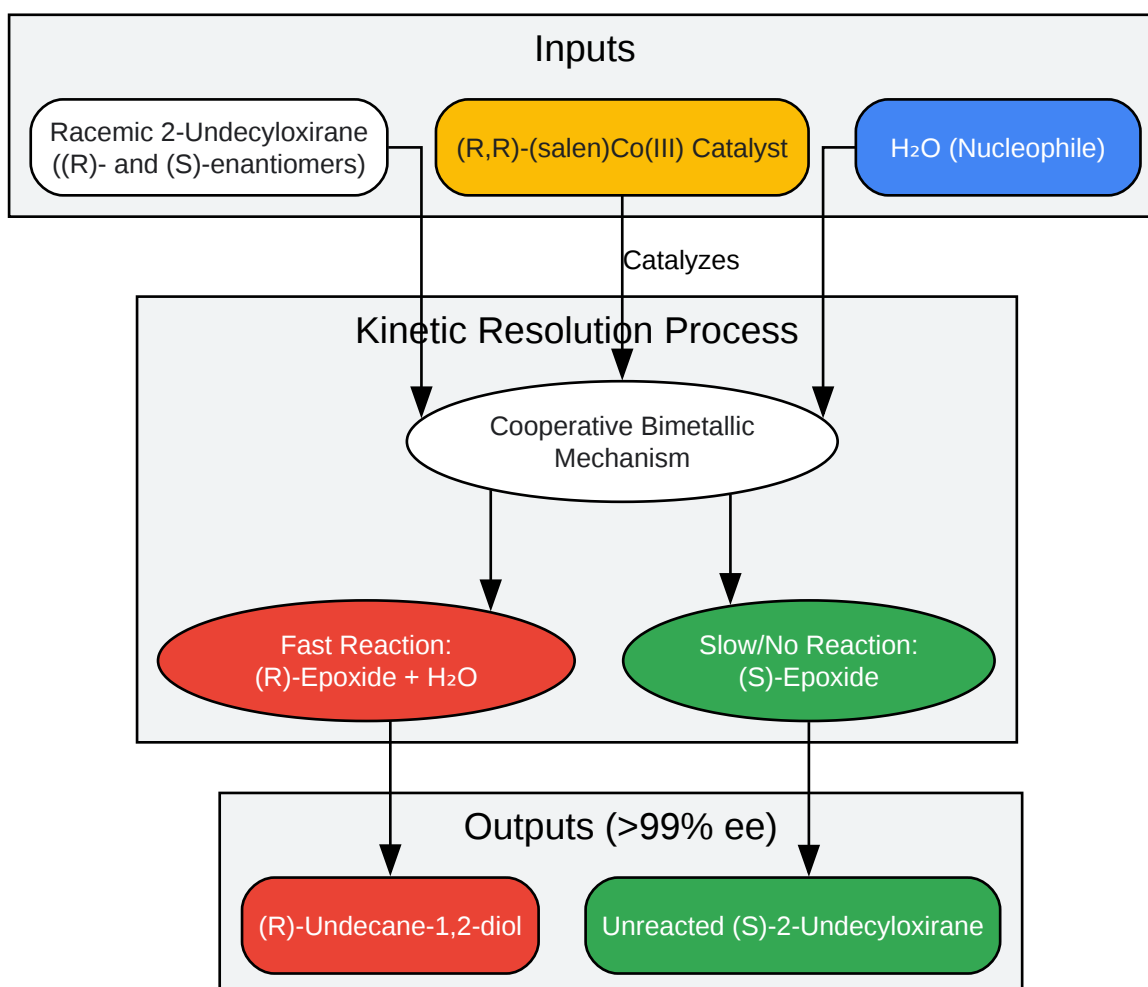 Inputs
Racemic 2-Undecyloxirane
((R)- and (S)-enantiomers)
(R,R)-(salen)Co(III) Catalyst
H₂O (Nucleophile)
Catalyzes
Kinetic Resolution Process
Cooperative Bimetallic
Mechanism
Fast Reaction:
(R)-Epoxide + H₂O
Slow/No Reaction:
(S)-Epoxide
Outputs (>99% ee)
(R)-Undecane-1,2-diol
Unreacted (S)-2-Undecyloxirane